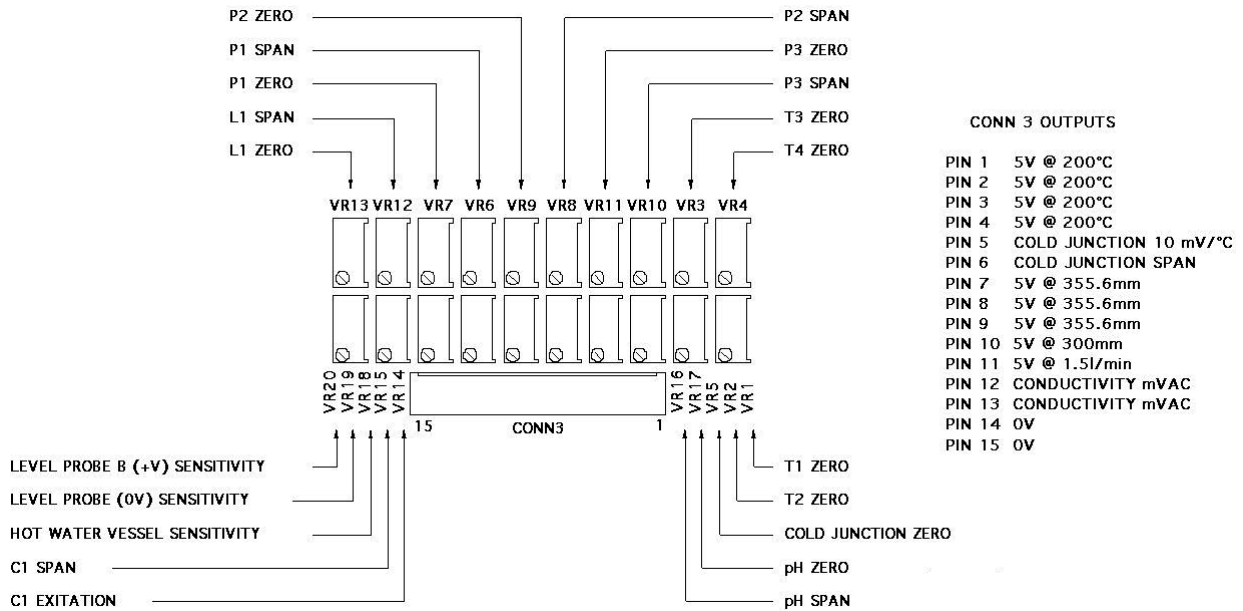 P2 ZERO
P1 SPAN
P1 ZERO
L1 SPAN
L1 ZERO
P2 SPAN
P3 ZERO
P3 SPAN
T3 ZERO
T4 ZERO
VR13 VR12 VR7 VR6 VR9 VR8 VR11 VR10 VR3 VR4
VR20
VR19
VR18
VR15
VR14
15 CONN3 1
VR16
VR17
VR5
VR2
VR1
LEVEL PROBE B (+V) SENSITIVITY
LEVEL PROBE (0V) SENSITIVITY
HOT WATER VESSEL SENSITIVITY
C1 SPAN
C1 EXITATION
T1 ZERO
T2 ZERO
COLD JUNCTION ZERO
pH ZERO
pH SPAN
CONN 3 OUTPUTS
PIN 1 5V @ 200°C
PIN 2 5V @ 200°C
PIN 3 5V @ 200°C
PIN 4 5V @ 200°C
PIN 5 COLD JUNCTION 10 mV/°C
PIN 6 COLD JUNCTION SPAN
PIN 7 5V @ 355.6mm
PIN 8 5V @ 355.6mm
PIN 9 5V @ 355.6mm
PIN 10 5V @ 300mm
PIN 11 5V @ 1.5l/min
PIN 12 CONDUCTIVITY mVAC
PIN 13 CONDUCTIVITY mVAC
PIN 14 0V
PIN 15 0V